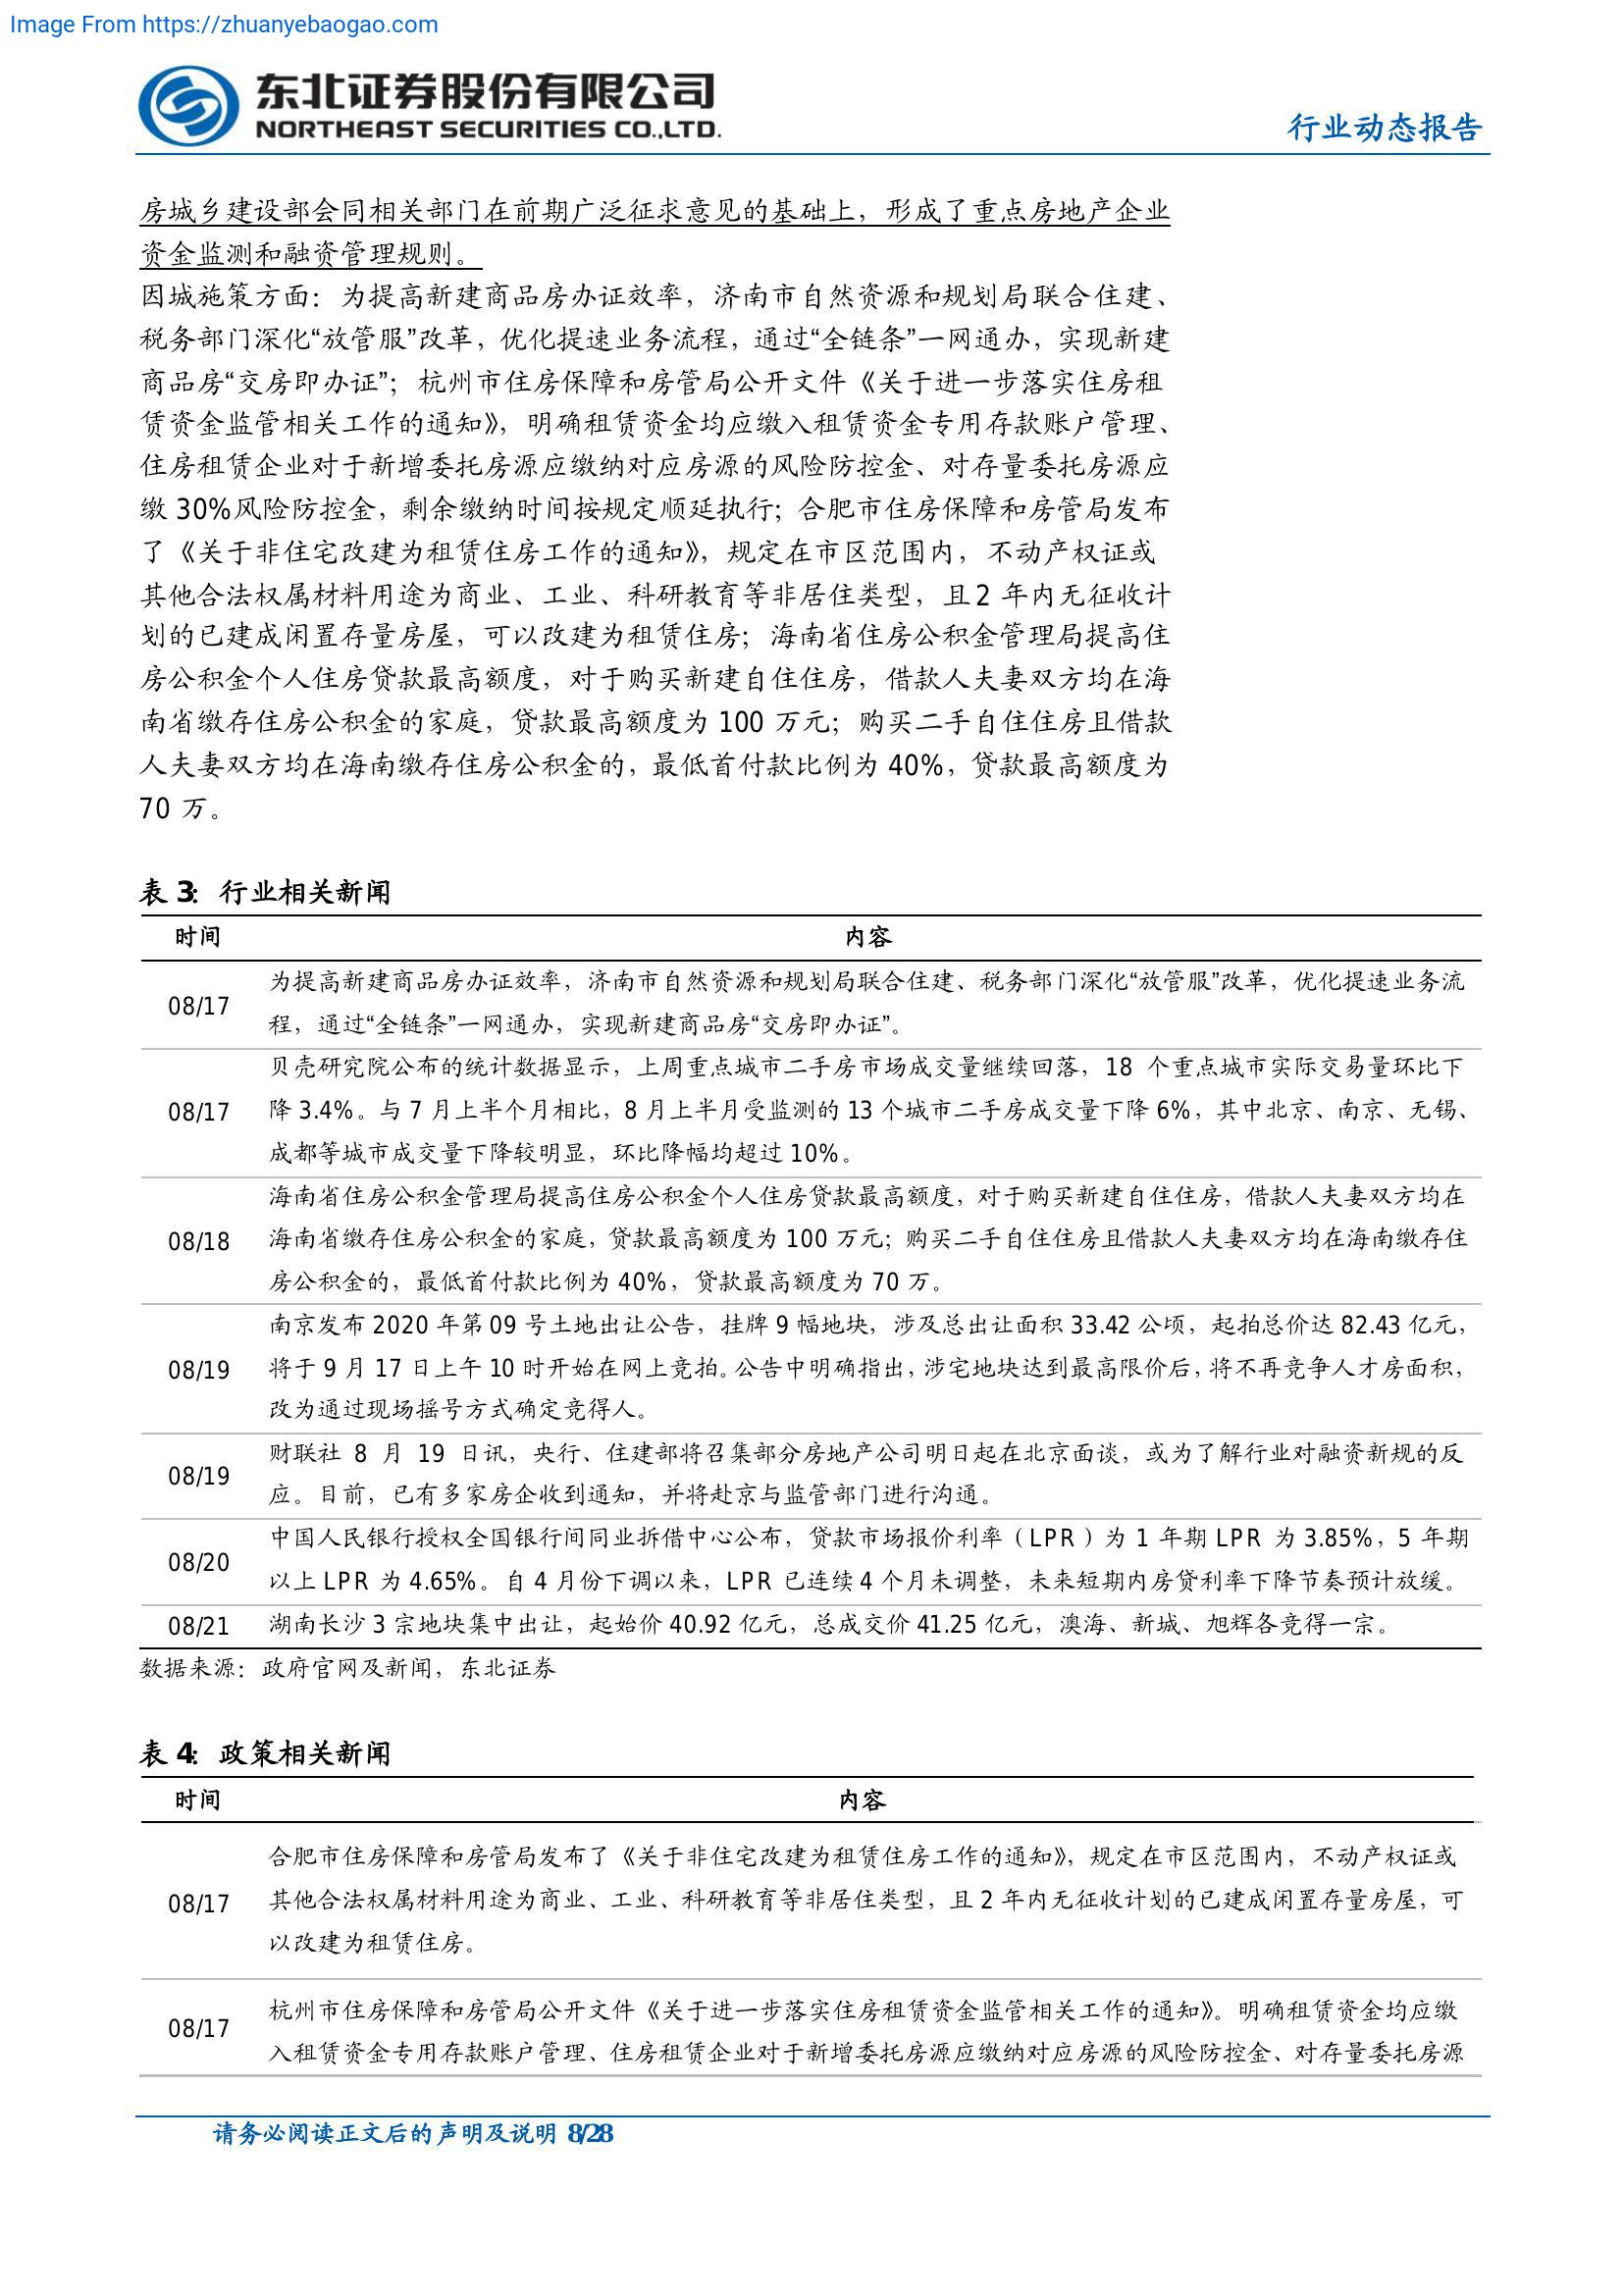 Image From https://zhuanyebaogao.com
东北证券股份有限公司
NORTHEAST SECURITIES CO.,LTD.
行业动态报告
房城乡建设部会同相关部门在前期广泛征求意见的基础上，形成了重点房地产企业
资金监测和融资管理规则。
因城施策方面：为提高新建商品房办证效率，济南市自然资源和规划局联合住建、
税务部门深化“放管服”改革，优化提速业务流程，通过“全链条”一网通办，实现新建
商品房“交房即办证”；杭州市住房保障和房管局公开文件《关于进一步落实住房租
赁资金监管相关工作的通知》，明确租赁资金均应缴入租赁资金专用存款账户管理、
住房租赁企业对于新增委托房源应缴纳对应房源的风险防控金、对存量委托房源应
缴 30%风险防控金，剩余缴纳时间按规定顺延执行；合肥市住房保障和房管局发布
了《关于非住宅改建为租赁住房工作的通知》，规定在市区范围内，不动产权证或
其他合法权属材料用途为商业、工业、科研教育等非居住类型，且 2 年内无征收计
划的已建成闲置存量房屋，可以改建为租赁住房；海南省住房公积金管理局提高住
房公积金个人住房贷款最高额度，对于购买新建自住住房，借款人夫妻双方均在海
南省缴存住房公积金的家庭，贷款最高额度为 100 万元；购买二手自住住房且借款
人夫妻双方均在海南缴存住房公积金的，最低首付款比例为 40%，贷款最高额度为
70 万。
表 3：行业相关新闻
时间 内容
为提高新建商品房办证效率，济南市自然资源和规划局联合住建、税务部门深化“放管服”改革，优化提速业务流
08/17
程，通过“全链条”一网通办，实现新建商品房“交房即办证”。
贝壳研究院公布的统计数据显示，上周重点城市二手房市场成交量继续回落，18 个重点城市实际交易量环比下
08/17 降 3.4%。与 7 月上半个月相比，8 月上半月受监测的 13 个城市二手房成交量下降 6%，其中北京、南京、无锡、
成都等城市成交量下降较明显，环比降幅均超过 10%。
海南省住房公积金管理局提高住房公积金个人住房贷款最高额度，对于购买新建自住住房，借款人夫妻双方均在
08/18 海南省缴存住房公积金的家庭，贷款最高额度为 100 万元；购买二手自住住房且借款人夫妻双方均在海南缴存住
房公积金的，最低首付款比例为 40%，贷款最高额度为 70 万。
南京发布 2020 年第 09 号土地出让公告，挂牌 9 幅地块，涉及总出让面积 33.42 公顷，起拍总价达 82.43 亿元，
08/19 将于 9 月 17 日上午 10 时开始在网上竞拍。公告中明确指出，涉宅地块达到最高限价后，将不再竞争人才房面积，
改为通过现场摇号方式确定竞得人。
财联社 8 月 19 日讯，央行、住建部将召集部分房地产公司明日起在北京面谈，或为了解行业对融资新规的反
08/19
应。目前，已有多家房企收到通知，并将赴京与监管部门进行沟通。
中国人民银行授权全国银行间同业拆借中心公布，贷款市场报价利率（LPR）为 1 年期 LPR 为 3.85%，5 年期
08/20
以上 LPR 为 4.65%。自 4 月份下调以来，LPR 已连续 4 个月未调整，未来短期内房贷利率下降节奏预计放缓。
08/21 湖南长沙 3 宗地块集中出让，起始价 40.92 亿元，总成交价 41.25 亿元，澳海、新城、旭辉各竞得一宗。
数据来源：政府官网及新闻，东北证券
表 4：政策相关新闻
时间 内容
合肥市住房保障和房管局发布了《关于非住宅改建为租赁住房工作的通知》，规定在市区范围内，不动产权证或
08/17 其他合法权属材料用途为商业、工业、科研教育等非居住类型，且 2 年内无征收计划的已建成闲置存量房屋，可
以改建为租赁住房。
杭州市住房保障和房管局公开文件《关于进一步落实住房租赁资金监管相关工作的通知》。明确租赁资金均应缴
08/17
入租赁资金专用存款账户管理、住房租赁企业对于新增委托房源应缴纳对应房源的风险防控金、对存量委托房源
请务必阅读正文后的声明及说明 8/28